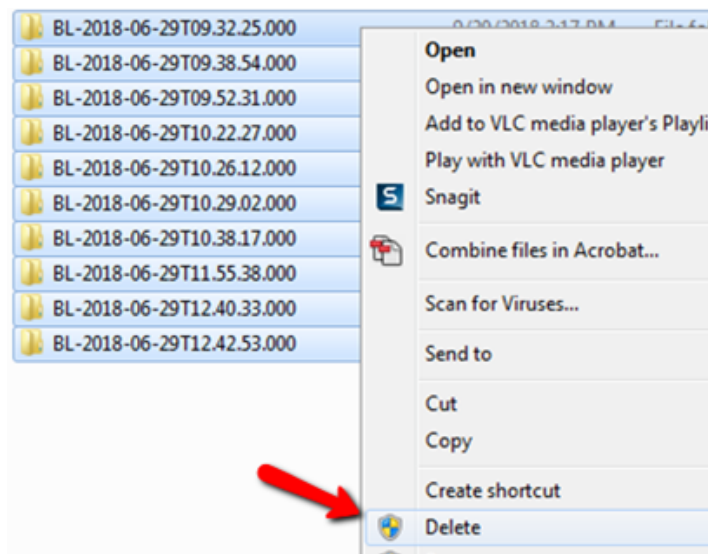 BL-2018-06-29T09.32.25.000
BL-2018-06-29T09.38.54.000
BL-2018-06-29T09.52.31.000
BL-2018-06-29T10.22.27.000
BL-2018-06-29T10.26.12.000
BL-2018-06-29T10.29.02.000
BL-2018-06-29T10.38.17.000
BL-2018-06-29T11.55.38.000
BL-2018-06-29T12.40.33.000
BL-2018-06-29T12.42.53.000
Open
Open in new window
Add to VLC media player's Playli
Play with VLC media player
S Snagit
Combine files in Acrobat...
Scan for Viruses...
Send to
Cut
Copy
Create shortcut
Delete